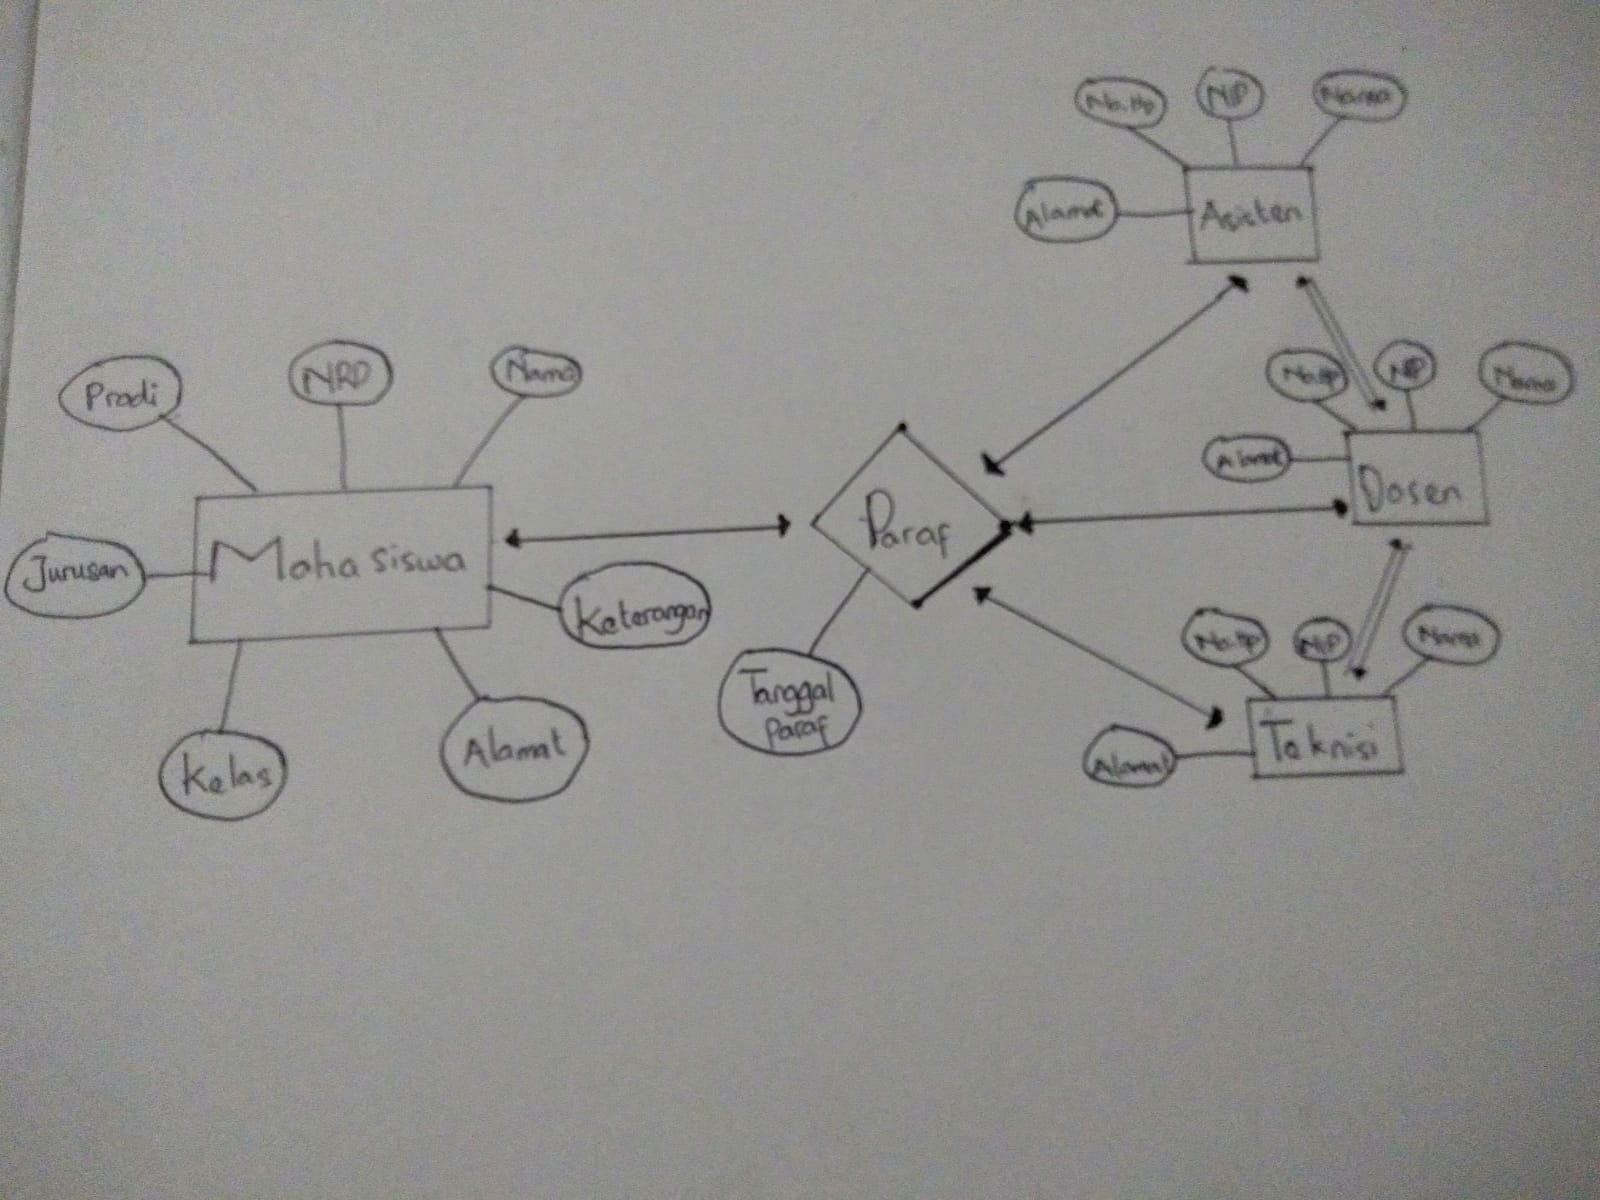 No.Hp
NIP
Nama
Alamat
Asisten
No.Hp
NIP
Nama
Alamat
Dosen
Pradi
NRP
Nama
Jurusan
Mahasiswa
Keterangan
Kelas
Alamat
Paraf
Tanggal
Paraf
No.Hp
NIP
Nama
Alamat
Teknisi